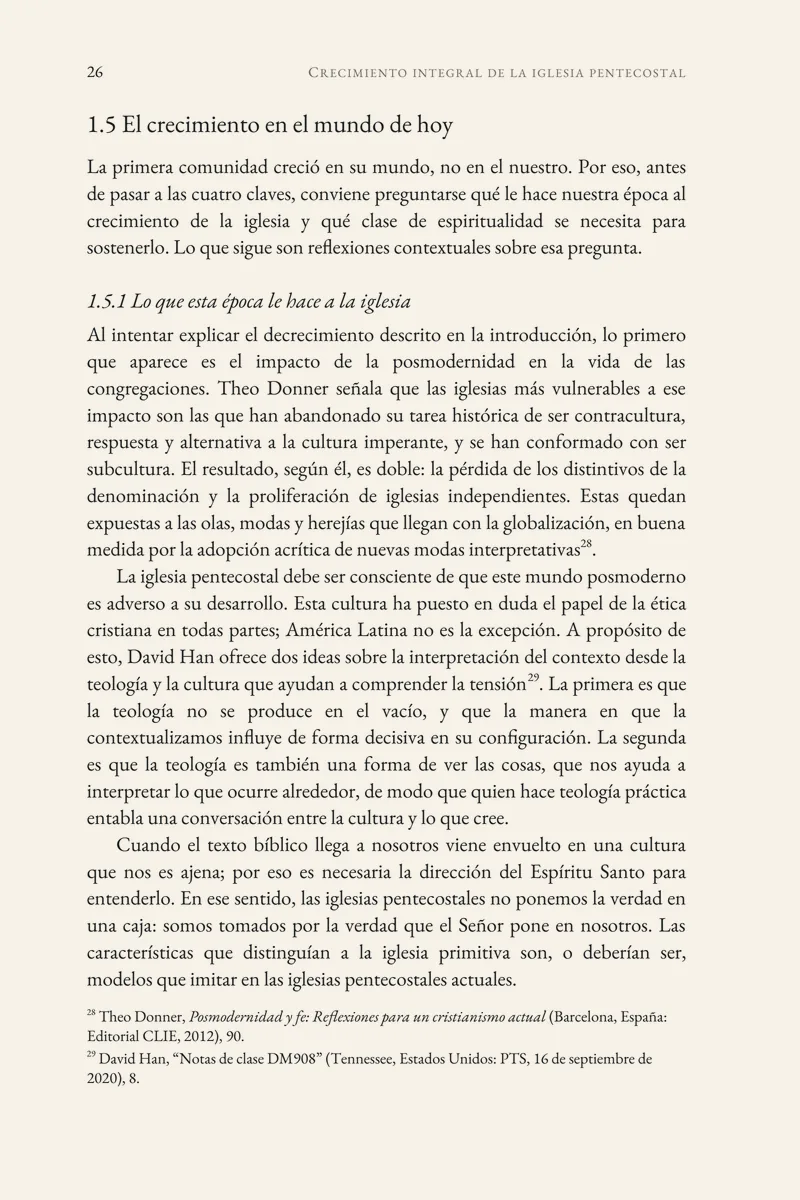 26
CRECIMIENTO INTEGRAL DE LA IGLESIA PENTECOSTAL
1.5 El crecimiento en el mundo de hoy
La primera comunidad creció en su mundo, no en el nuestro. Por eso, antes
de pasar a las cuatro claves, conviene preguntarse qué le hace nuestra época al
crecimiento de la iglesia y qué clase de espiritualidad se necesita para
sostenerlo. Lo que sigue son reflexiones contextuales sobre esa pregunta.
1.5.1 Lo que esta época le hace a la iglesia
Al intentar explicar el decrecimiento descrito en la introducción, lo primero
que aparece es el impacto de la posmodernidad en la vida de las
congregaciones. Theo Donner señala que las iglesias más vulnerables a ese
impacto son las que han abandonado su tarea histórica de ser contracultura,
respuesta y alternativa a la cultura imperante, y se han conformado con ser
subcultura. El resultado, según él, es doble: la pérdida de los distintivos de la
denominación y la proliferación de iglesias independientes. Estas quedan
expuestas a las olas, modas y herejías que llegan con la globalización, en buena
medida por la adopción acrítica de nuevas modas interpretativas28.
La iglesia pentecostal debe ser consciente de que este mundo posmoderno
es adverso a su desarrollo. Esta cultura ha puesto en duda el papel de la ética
cristiana en todas partes; América Latina no es la excepción. A propósito de
esto, David Han ofrece dos ideas sobre la interpretación del contexto desde la
teología y la cultura que ayudan a comprender la tensión29. La primera es que
la teología no se produce en el vacío, y que la manera en que la
contextualizamos influye de forma decisiva en su configuración. La segunda
es que la teología es también una forma de ver las cosas, que nos ayuda a
interpretar lo que ocurre alrededor, de modo que quien hace teología práctica
entabla una conversación entre la cultura y lo que cree.
Cuando el texto bíblico llega a nosotros viene envuelto en una cultura
que nos es ajena; por eso es necesaria la dirección del Espíritu Santo para
entenderlo. En ese sentido, las iglesias pentecostales no ponemos la verdad en
una caja: somos tomados por la verdad que el Señor pone en nosotros. Las
características que distinguían a la iglesia primitiva son, o deberían ser,
modelos que imitar en las iglesias pentecostales actuales.
28 Theo Donner, Posmodernidad y fe: Reflexiones para un cristianismo actual (Barcelona, España:
Editorial CLIE, 2012), 90.
29 David Han, “Notas de clase DM908” (Tennessee, Estados Unidos: PTS, 16 de septiembre de
2020), 8.